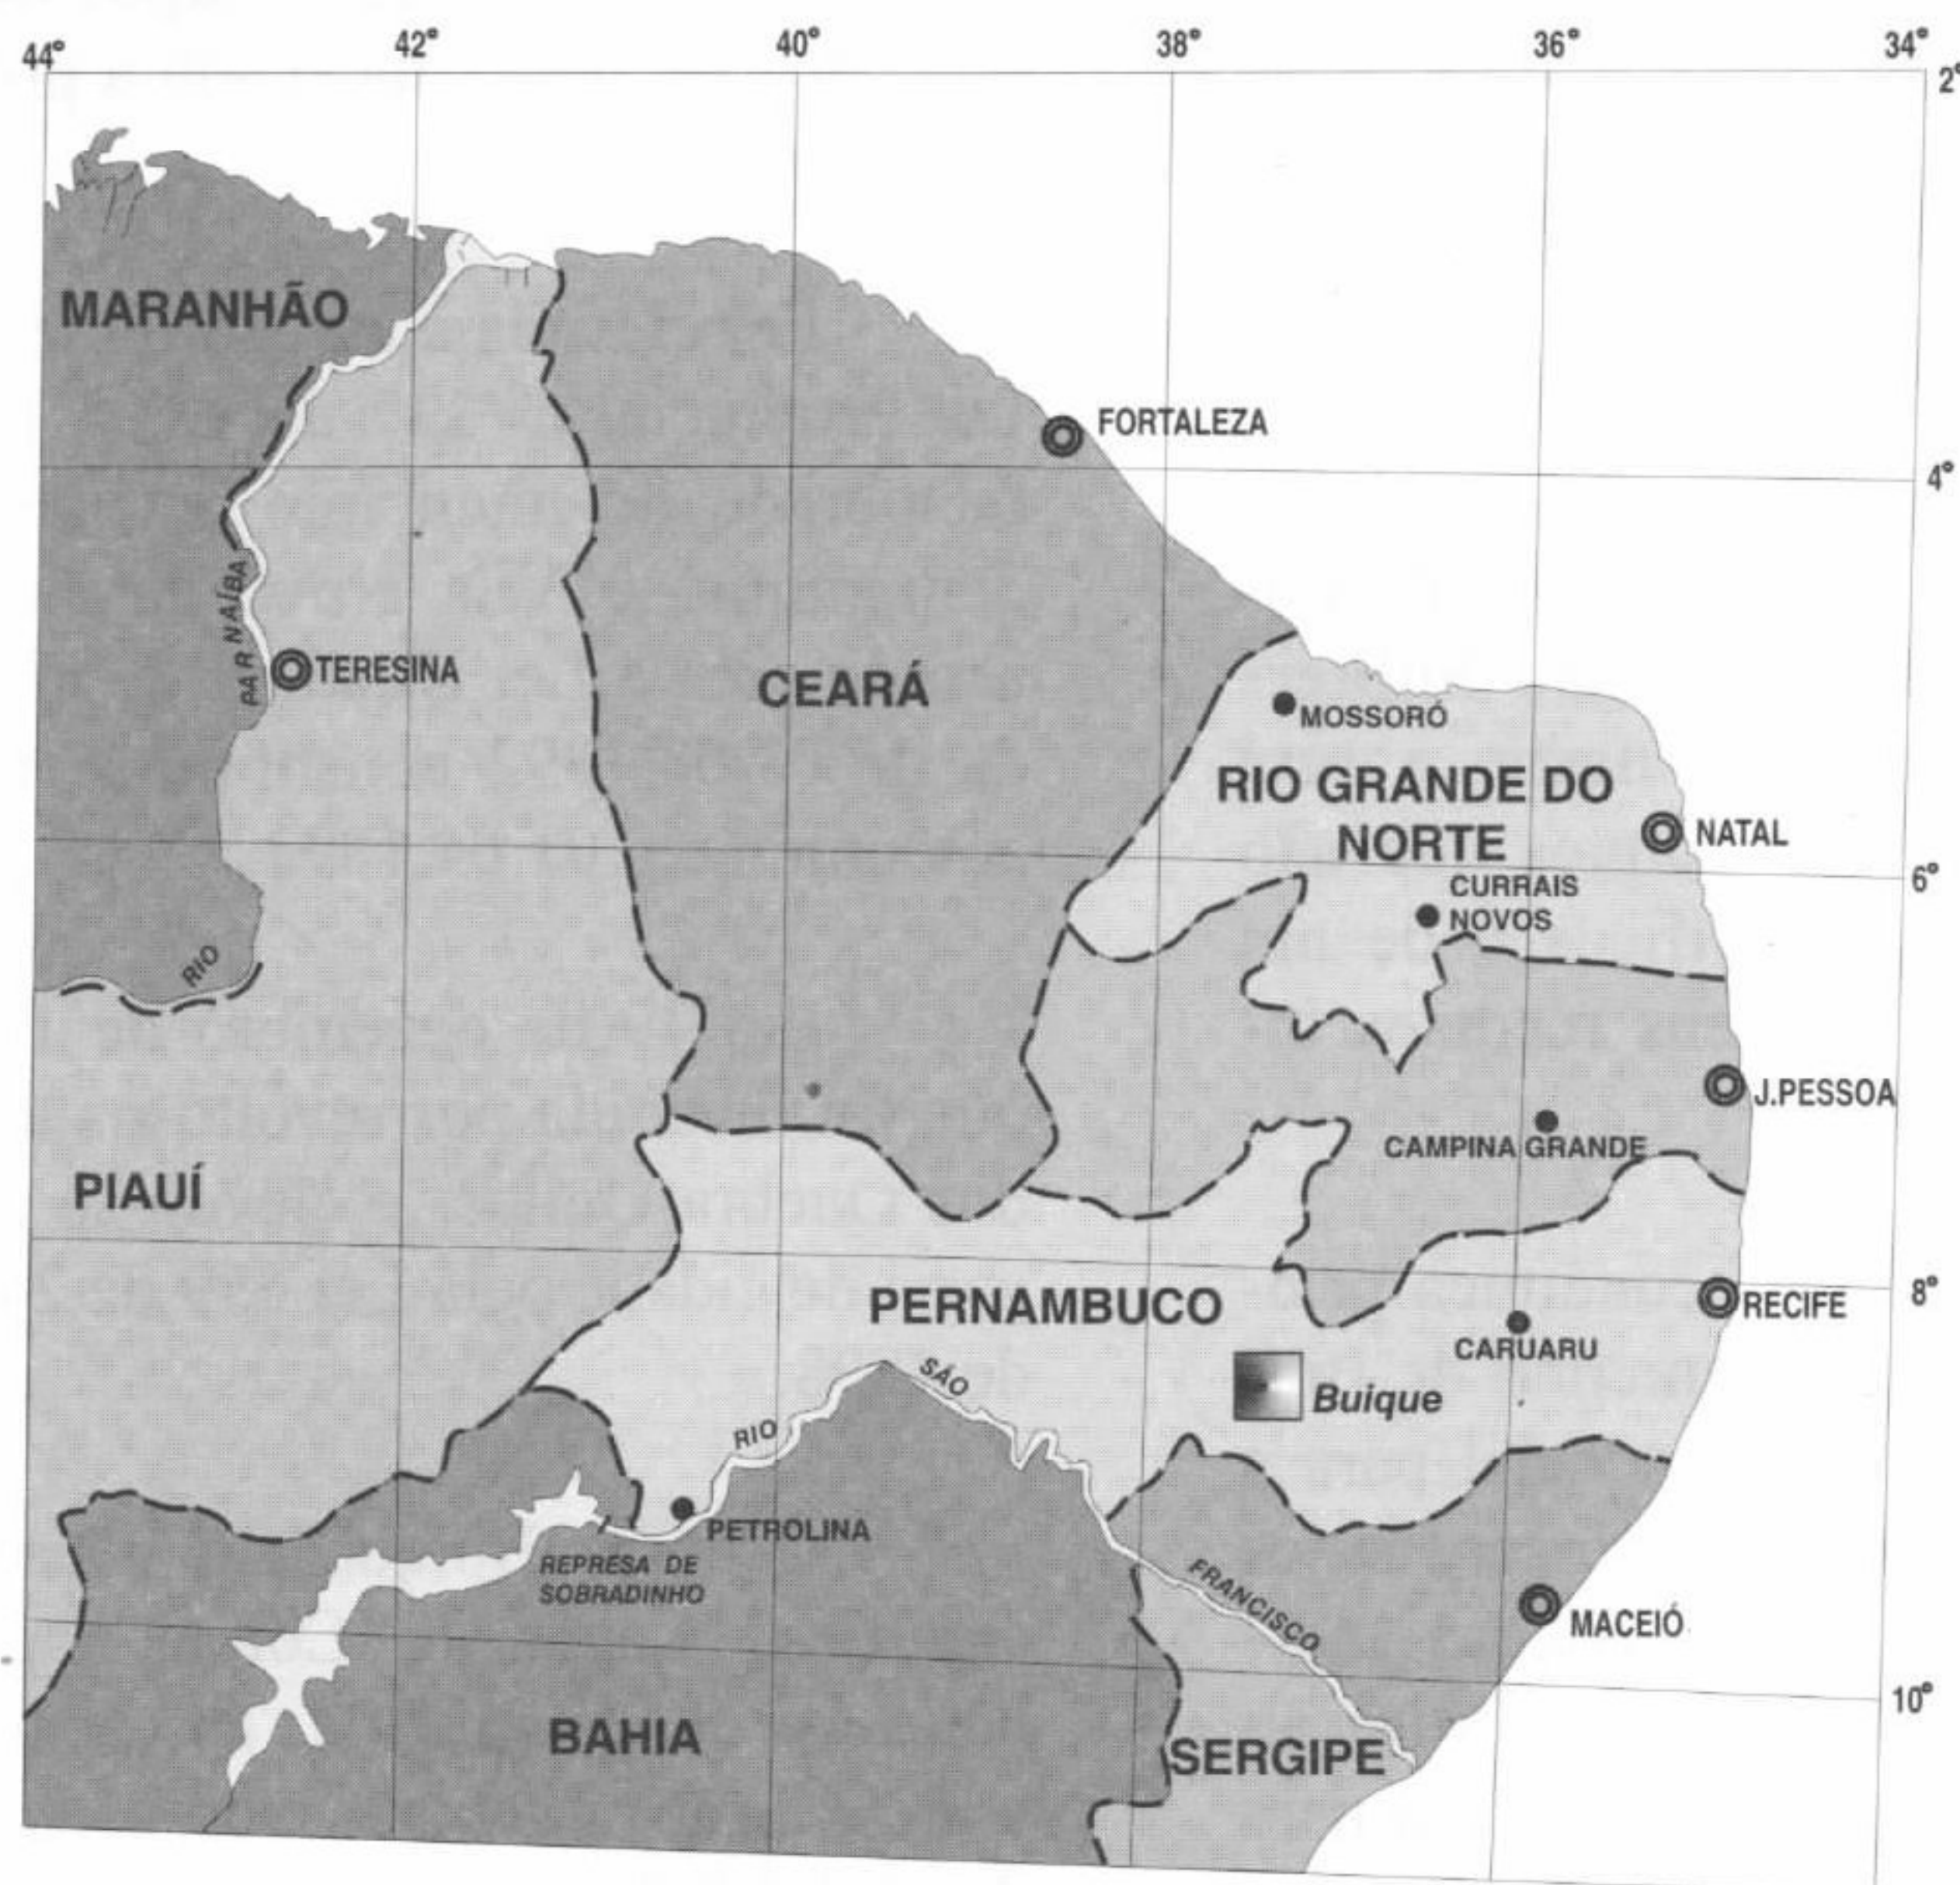 44° 42° 40° 38° 36° 34°
2°
MARANHÃO
FORTALEZA
4°
PARNAÍBA
TERESINA
CEARÁ
MOSSORÓ
RIO GRANDE DO
NORTE
NATAL
6°
CURRAIS
NOVOS
RIO
J.PESSOA
CAMPINA GRANDE
PIAUÍ
PERNAMBUCO
8°
RECIFE
CARUARU
SÁO
Buique
RIO
PETROLINA
REPRESA DE
SOBRADINHO
FRANCISCO
MACEIÓ
10°
BAHIA
SERGIPE